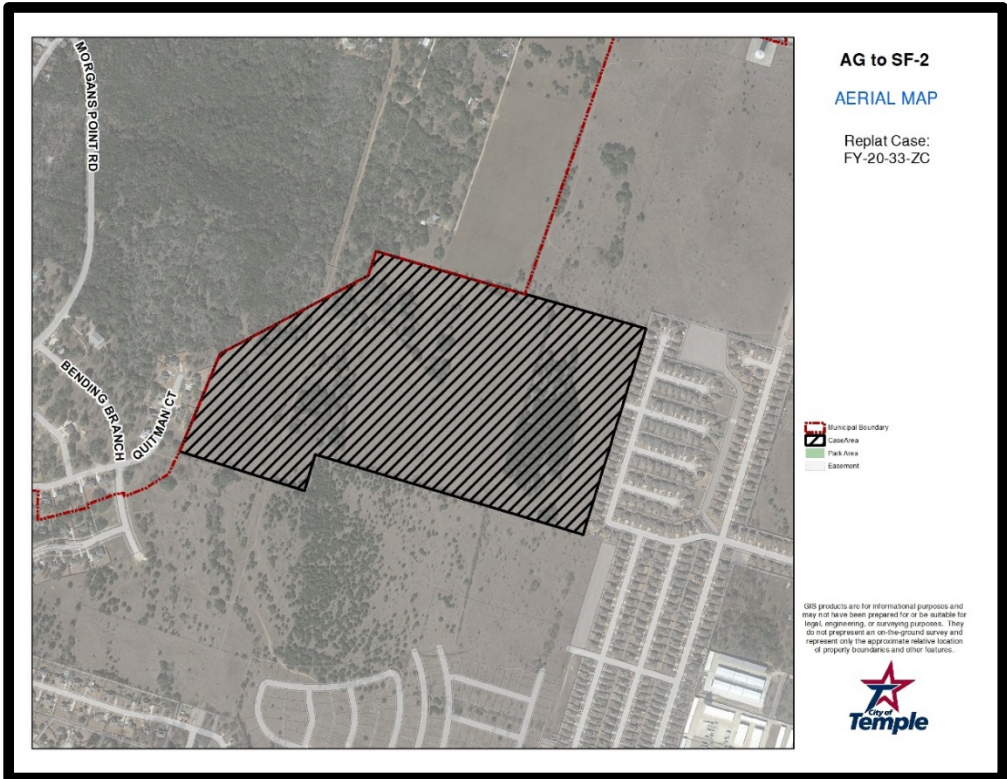 MORGANS POINT RD
BENDING BRANCH
QUITMAN CT
AG to SF-2
AERIAL MAP
Replat Case:
FY-20-33-ZC
Municipal Boundary
CaseArea
Park Area
Easement
GIS products are for informational purposes and
may not have been prepared for or be suitable for
legal, engineering, or surveying purposes. They
do not prepresent an on-the-ground survey and
represent only the approximate relative location
of property boundaries and other features.
City of
Temple